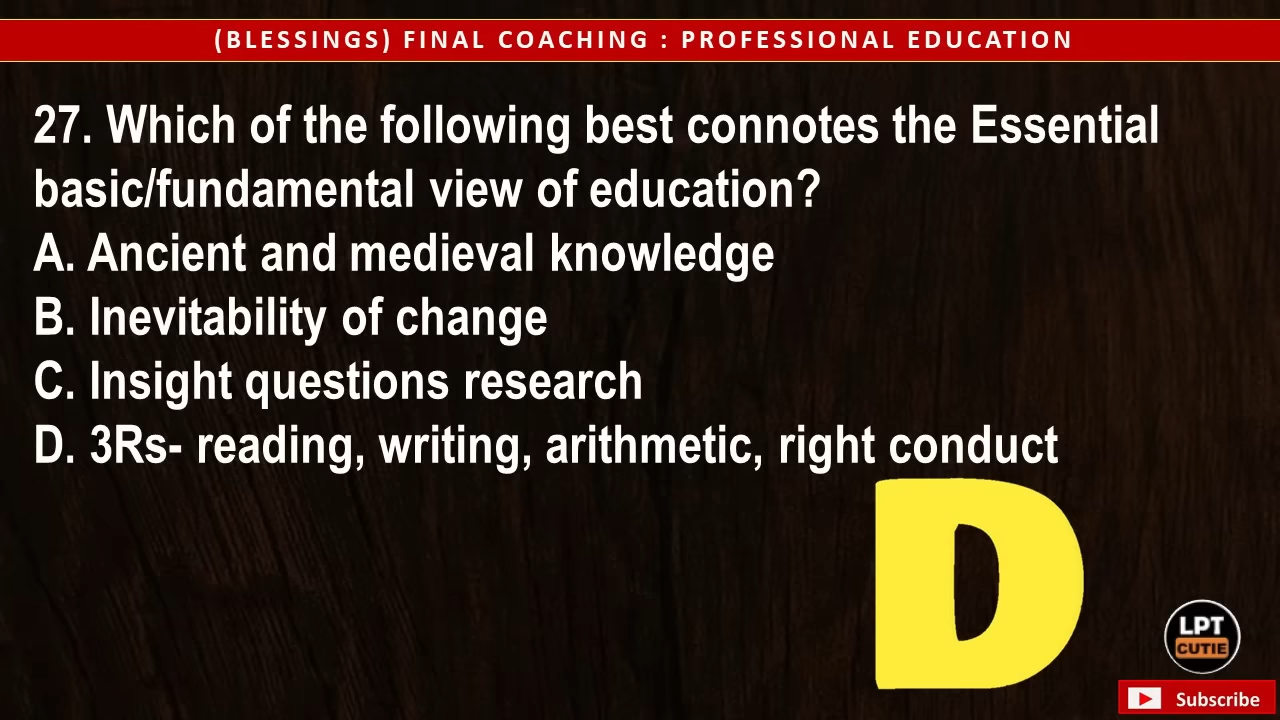 (BLESSINGS) FINAL COACHING : PROFESSIONAL EDUCATION
27. Which of the following best connotes the Essential
basic/fundamental view of education?
A. Ancient and medieval knowledge
B. Inevitability of change
C. Insight questions research
D. 3Rs- reading, writing, arithmetic, right conduct
D
LPT
CUTIE
Subscribe